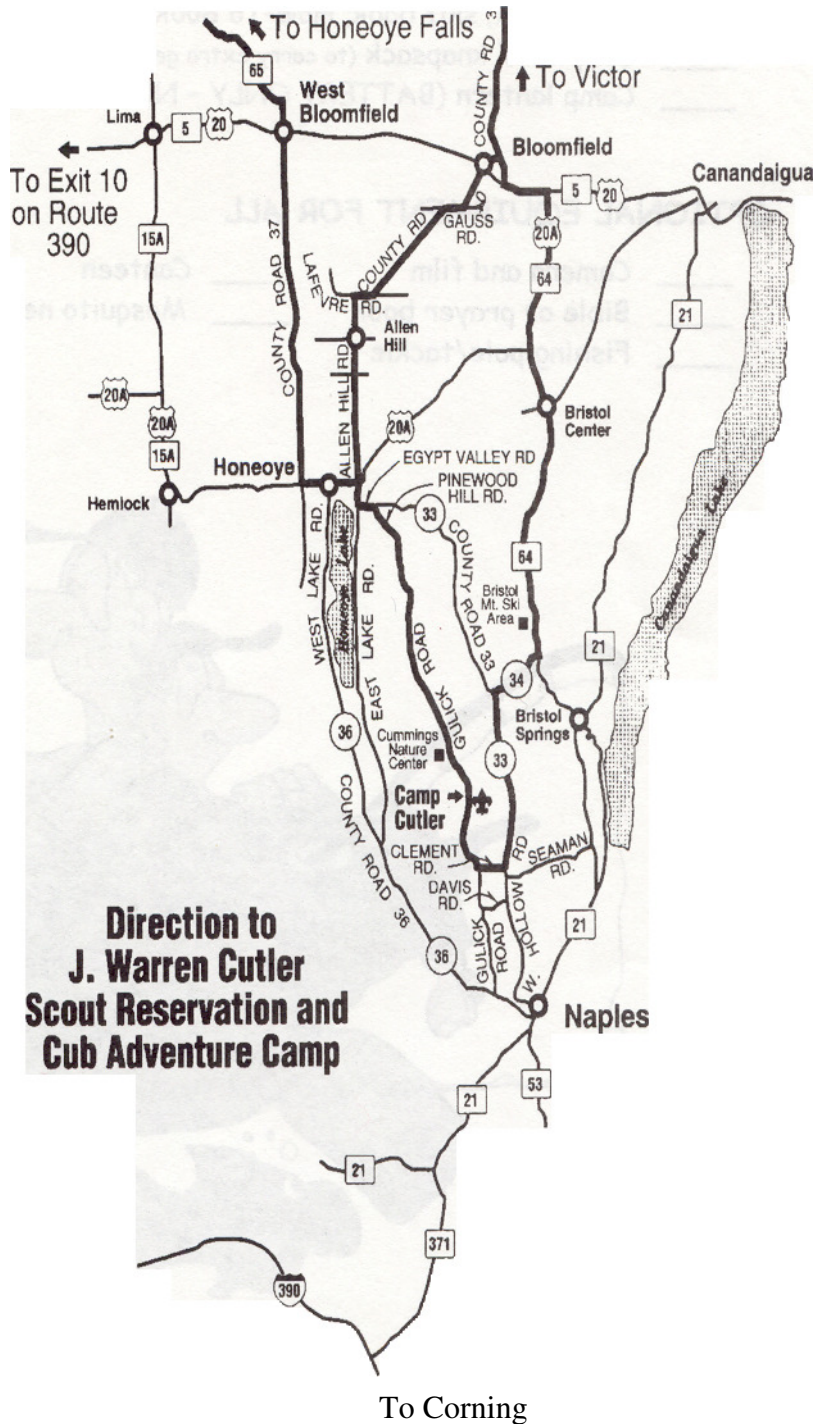 To Honeoye Falls
65
COUNTY RD 3
To Victor
West
Bloomfield
Lima
5
20
Bloomfield
To Exit 10
on Route
390
Canandaigua
5
20
GAUSS
RD.
20A
15A
64
COUNTY ROAD 37
COUNTY RD
LAFE
VRE RD.
21
Allen
Hill
ALLEN HILL RD
20A
20A
15A
20A
Bristol
Center
Honeoye
EGYPT VALLEY RD
PINEWOOD
HILL RD.
Hemlock
33
COUNTY ROAD 33
WEST LAKE RD.
Honeoye Lake
EAST LAKE RD.
64
Canandaigua Lake
Bristol
Mt. Ski
Area
GULICK ROAD
21
34
36
Cummings
Nature
Center
Bristol
Springs
33
Camp
Cutler
COUNTY ROAD 36
CLEMENT
RD.
SEAMAN
RD.
DAVIS
RD.
W. HOLLOW RD
GULICK
ROAD
21
36
Direction to
J. Warren Cutler
Scout Reservation and
Cub Adventure Camp
Naples
53
21
21
371
390
To Corning